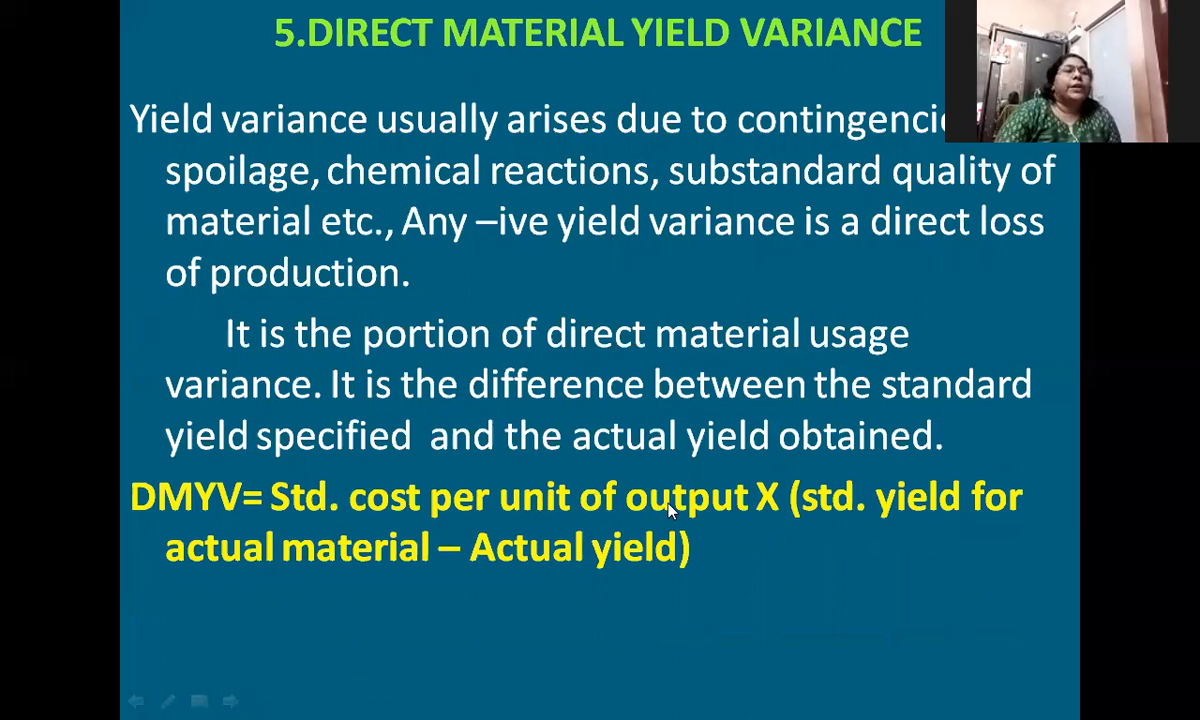 5.DIRECT MATERIAL YIELD VARIANCE
Yield variance usually arises due to
spoilage, chemical reactions, substandard quality of
material etc., Any –ive yield variance is a direct loss
of production.
It is the portion of direct material usage
variance. It is the difference between the standard
yield specified and the actual yield obtained.
DMYV= Std. cost per unit of output X (std. yield for
actual material – Actual yield)